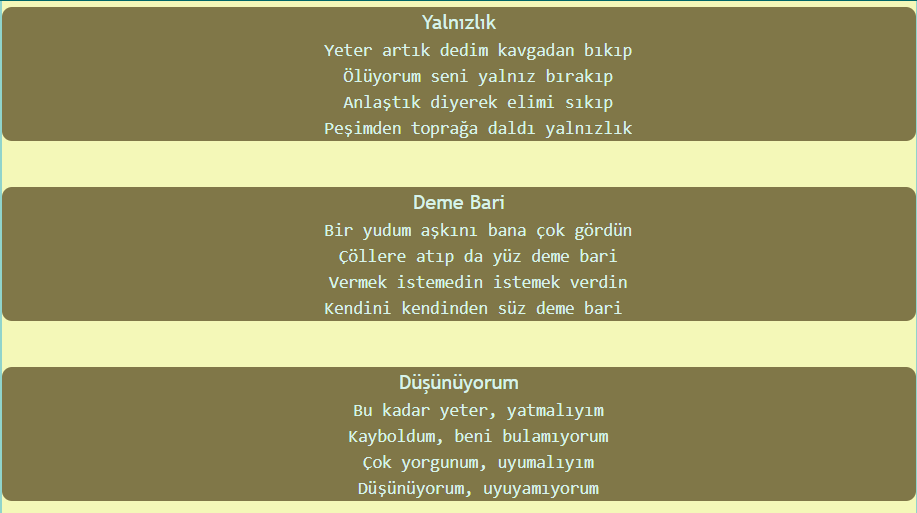 Yalnızlık
Yeter artık dedim kavgadan bıkıp
Ölüyorum seni yalnız bırakıp
Anlaştık diyerek elimi sıkıp
Peşimden toprağa daldı yalnızlık
Deme Bari
Bir yudum aşkını bana çok gördün
Çöllere atıp da yüz deme bari
Vermek istemedin istemek verdin
Kendini kendinden süz deme bari
Düşünüyorum
Bu kadar yeter, yatmalıyım
Kayboldum, beni bulamıyorum
Çok yorgunum, uyumalıyım
Düşünüyorum, uyuyamıyorum